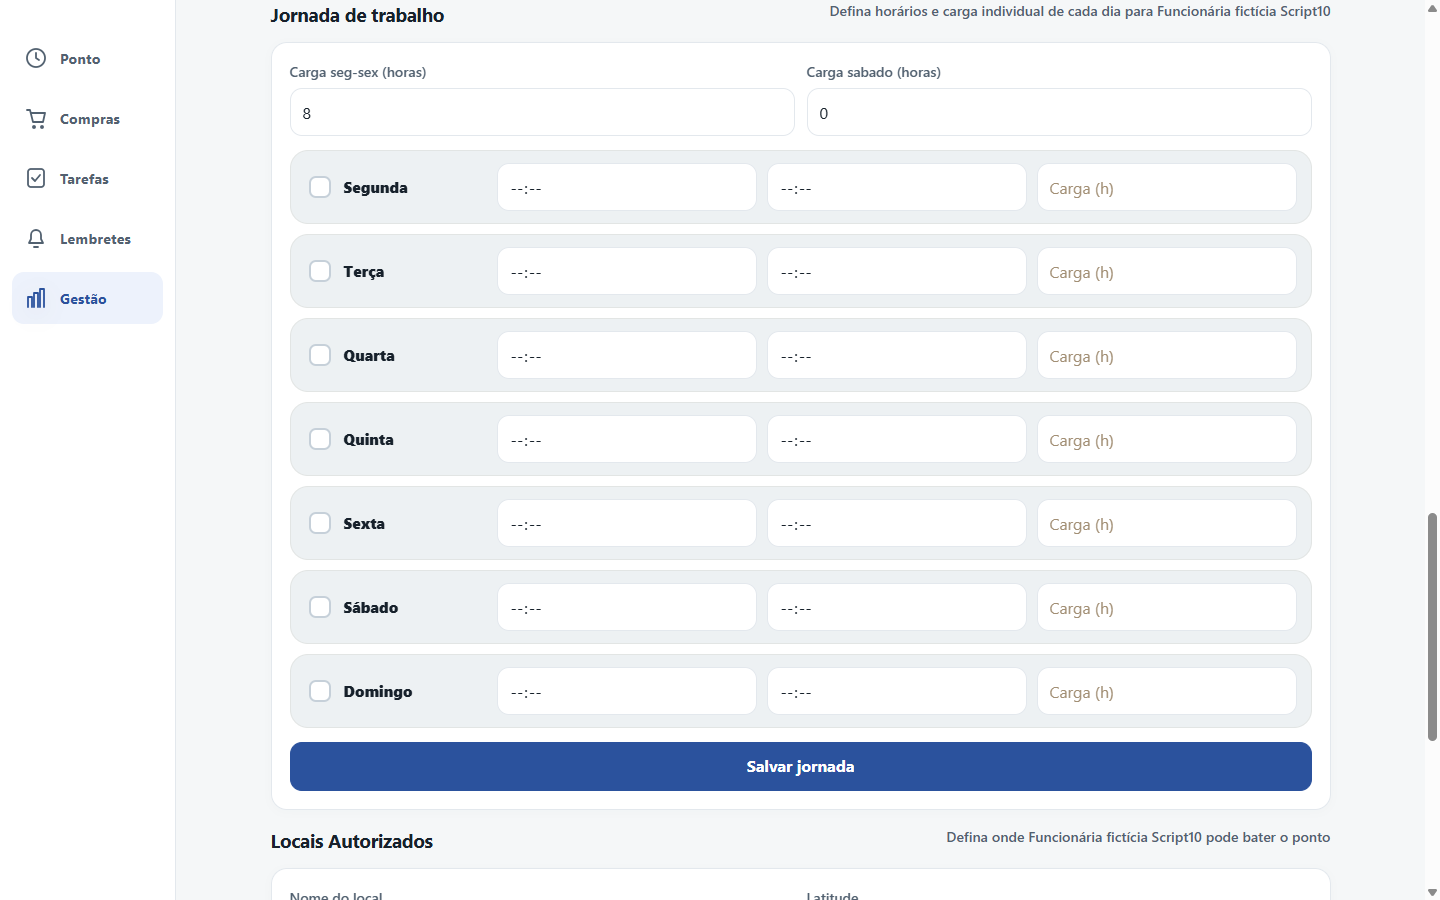 Ponto
Compras
Tarefas
Lembretes
Gestão
Jornada de trabalho
Defina horários e carga individual de cada dia para Funcionária fictícia Script10
Carga seg-sex (horas)
Carga sabado (horas)
8
0
Segunda --:-- --:-- Carga (h)
Terça --:-- --:-- Carga (h)
Quarta --:-- --:-- Carga (h)
Quinta --:-- --:-- Carga (h)
Sexta --:-- --:-- Carga (h)
Sábado --:-- --:-- Carga (h)
Domingo --:-- --:-- Carga (h)
Salvar jornada
Locais Autorizados
Defina onde Funcionária fictícia Script10 pode bater o ponto
Nome do local
Latitude